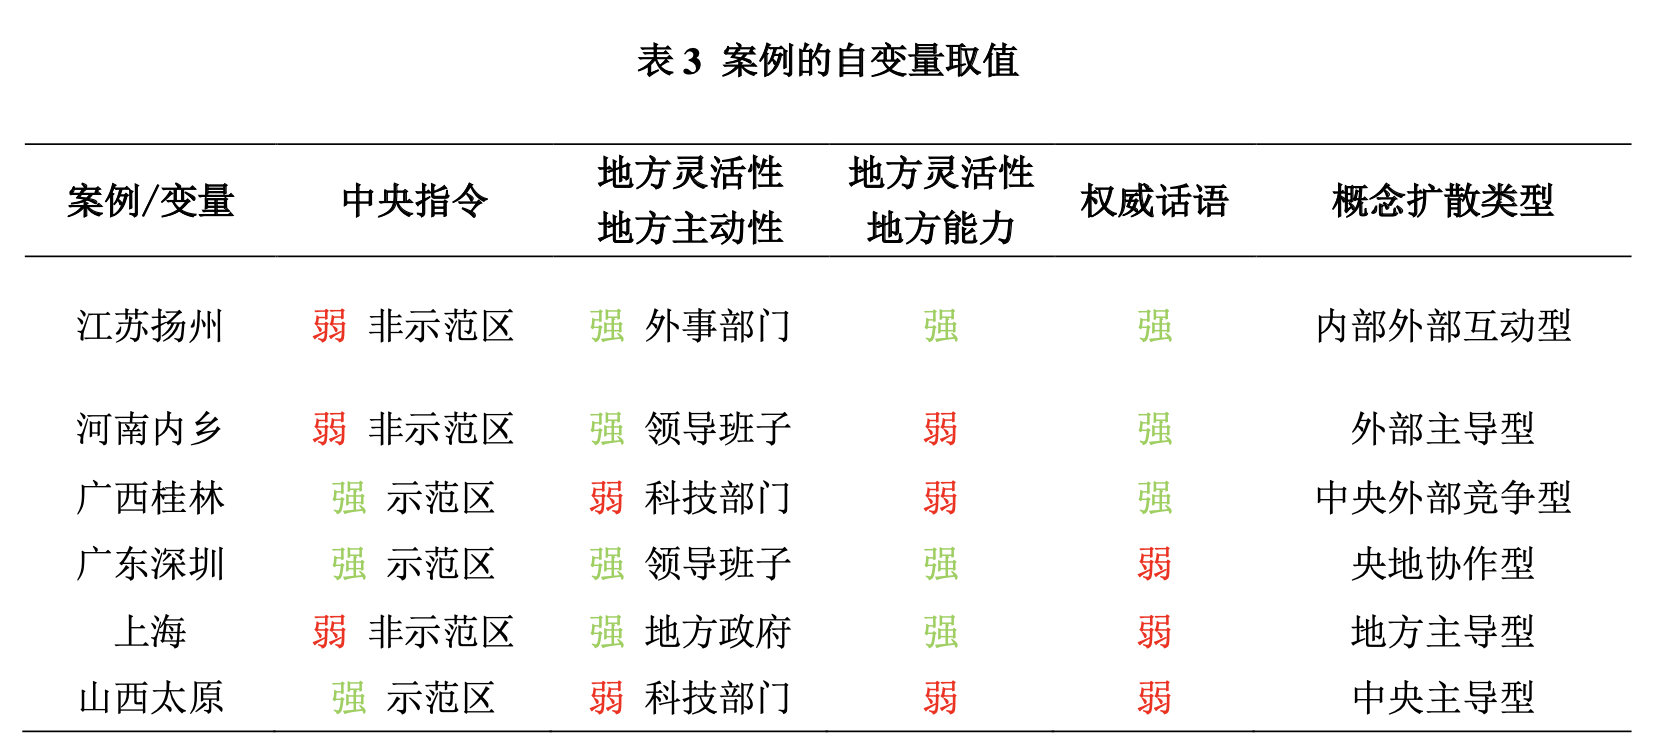 表 3 案例的自变量取值
案例/变量 中央指令 地方灵活性 地方主动性 地方灵活性 地方能力 权威话语 概念扩散类型
江苏扬州 弱 非示范区 强 外事部门 强 强 内部外部互动型
河南内乡 弱 非示范区 强 领导班子 弱 强 外部主导型
广西桂林 强 示范区 弱 科技部门 弱 强 中央外部竞争型
广东深圳 强 示范区 强 领导班子 强 弱 央地协作型
上海 弱 非示范区 强 地方政府 强 弱 地方主导型
山西太原 强 示范区 弱 科技部门 弱 弱 中央主导型